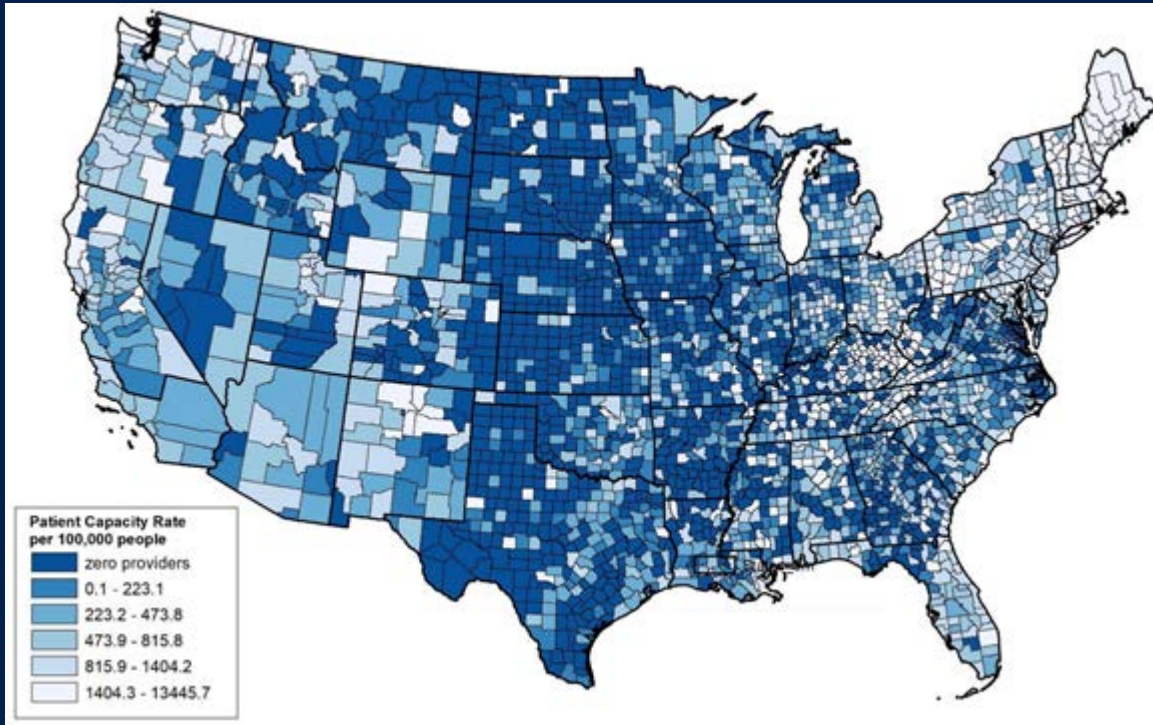 Patient Capacity Rate
per 100,000 people
zero providers
0.1 - 223.1
223.2 - 473.8
473.9 - 815.8
815.9 - 1404.2
1404.3 - 13445.7